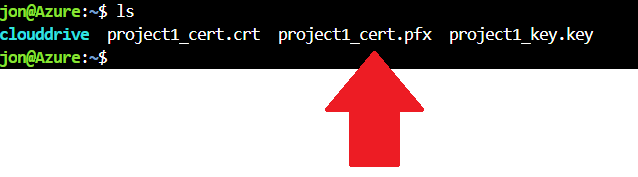 jon@Azure:~$ ls
clouddrive project1_cert.crt project1_cert.pfx project1_key.key
jon@Azure:~$